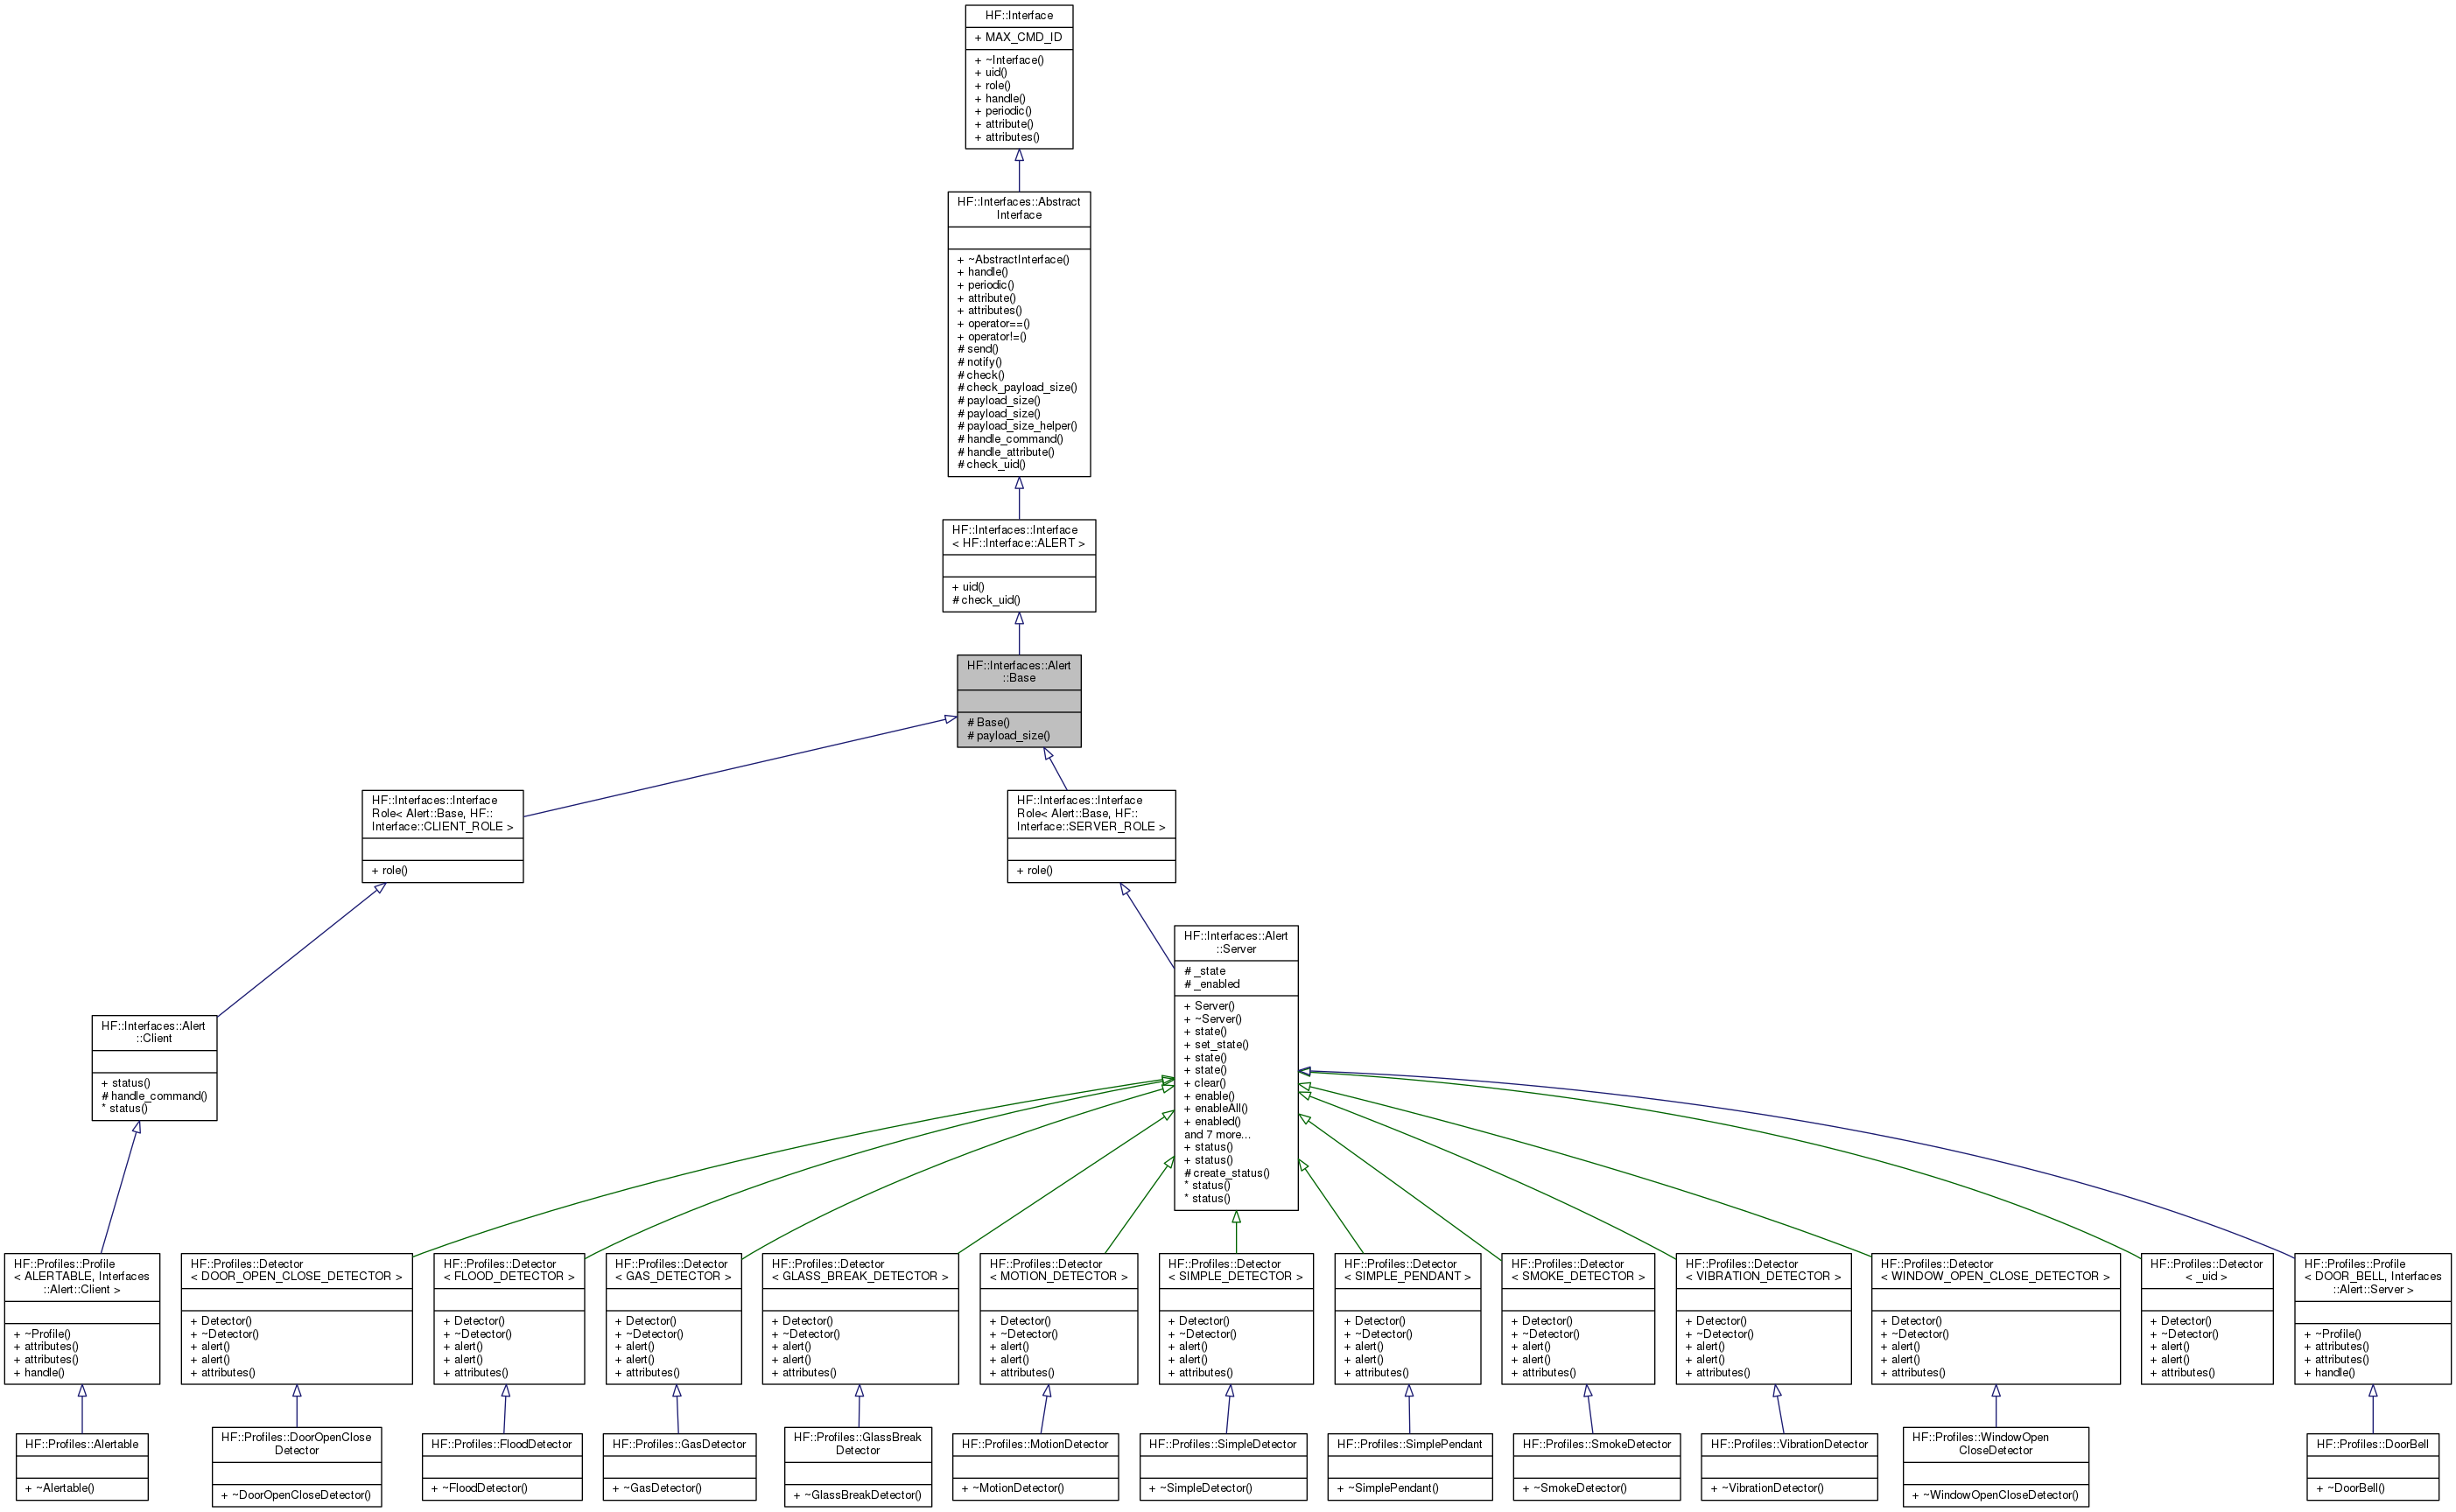 HF::Interface
+ MAX_CMD_ID
+ ~Interface()
+ uid()
+ role()
+ handle()
+ periodic()
+ attribute()
+ attributes()
HF::Interfaces::Abstract
Interface
+ ~AbstractInterface()
+ handle()
+ periodic()
+ attribute()
+ attributes()
+ operator==()
+ operator!=()
# send()
# notify()
# check()
# check_payload_size()
# payload_size()
# payload_size()
# payload_size_helper()
# handle_command()
# handle_attribute()
# check_uid()
HF::Interfaces::Interface
< HF::Interface::ALERT >
+ uid()
# check_uid()
HF::Interfaces::Alert
::Base
# Base()
# payload_size()
HF::Interfaces::Interface
Role< Alert::Base, HF::
Interface::CLIENT_ROLE >
+ role()
HF::Interfaces::Interface
Role< Alert::Base, HF::
Interface::SERVER_ROLE >
+ role()
HF::Interfaces::Alert
::Server
# _state
# _enabled
+ Server()
+ ~Server()
+ state()
+ set_state()
+ state()
+ state()
+ clear()
+ enable()
+ enableAll()
+ enabled()
and 7 more...
+ status()
+ status()
# create_status()
* status()
* status()
HF::Interfaces::Alert
::Client
+ status()
# handle_command()
* status()
HF::Profiles::Profile
< ALERTABLE, Interfaces
::Alert::Client >
+ ~Profile()
+ attributes()
+ attributes()
+ handle()
HF::Profiles::Detector
< DOOR_OPEN_CLOSE_DETECTOR >
+ Detector()
+ ~Detector()
+ alert()
+ alert()
+ attributes()
HF::Profiles::Detector
< FLOOD_DETECTOR >
+ Detector()
+ ~Detector()
+ alert()
+ alert()
+ attributes()
HF::Profiles::Detector
< GAS_DETECTOR >
+ Detector()
+ ~Detector()
+ alert()
+ alert()
+ attributes()
HF::Profiles::Detector
< GLASS_BREAK_DETECTOR >
+ Detector()
+ ~Detector()
+ alert()
+ alert()
+ attributes()
HF::Profiles::Detector
< MOTION_DETECTOR >
+ Detector()
+ ~Detector()
+ alert()
+ alert()
+ attributes()
HF::Profiles::Detector
< SIMPLE_DETECTOR >
+ Detector()
+ ~Detector()
+ alert()
+ alert()
+ attributes()
HF::Profiles::Detector
< SIMPLE_PENDANT >
+ Detector()
+ ~Detector()
+ alert()
+ alert()
+ attributes()
HF::Profiles::Detector
< SMOKE_DETECTOR >
+ Detector()
+ ~Detector()
+ alert()
+ alert()
+ attributes()
HF::Profiles::Detector
< VIBRATION_DETECTOR >
+ Detector()
+ ~Detector()
+ alert()
+ alert()
+ attributes()
HF::Profiles::Detector
< WINDOW_OPEN_CLOSE_DETECTOR >
+ Detector()
+ ~Detector()
+ alert()
+ alert()
+ attributes()
HF::Profiles::Detector
< _uid >
+ Detector()
+ ~Detector()
+ alert()
+ alert()
+ attributes()
HF::Profiles::Profile
< DOOR_BELL, Interfaces
::Alert::Server >
+ ~Profile()
+ attributes()
+ attributes()
+ handle()
HF::Profiles::Alertable
+ ~Alertable()
HF::Profiles::DoorOpenClose
Detector
+ ~DoorOpenCloseDetector()
HF::Profiles::FloodDetector
+ ~FloodDetector()
HF::Profiles::GasDetector
+ ~GasDetector()
HF::Profiles::GlassBreak
Detector
+ ~GlassBreakDetector()
HF::Profiles::MotionDetector
+ ~MotionDetector()
HF::Profiles::SimpleDetector
+ ~SimpleDetector()
HF::Profiles::SimplePendant
+ ~SimplePendant()
HF::Profiles::SmokeDetector
+ ~SmokeDetector()
HF::Profiles::VibrationDetector
+ ~VibrationDetector()
HF::Profiles::WindowOpen
CloseDetector
+ ~WindowOpenCloseDetector()
HF::Profiles::DoorBell
+ ~DoorBell()